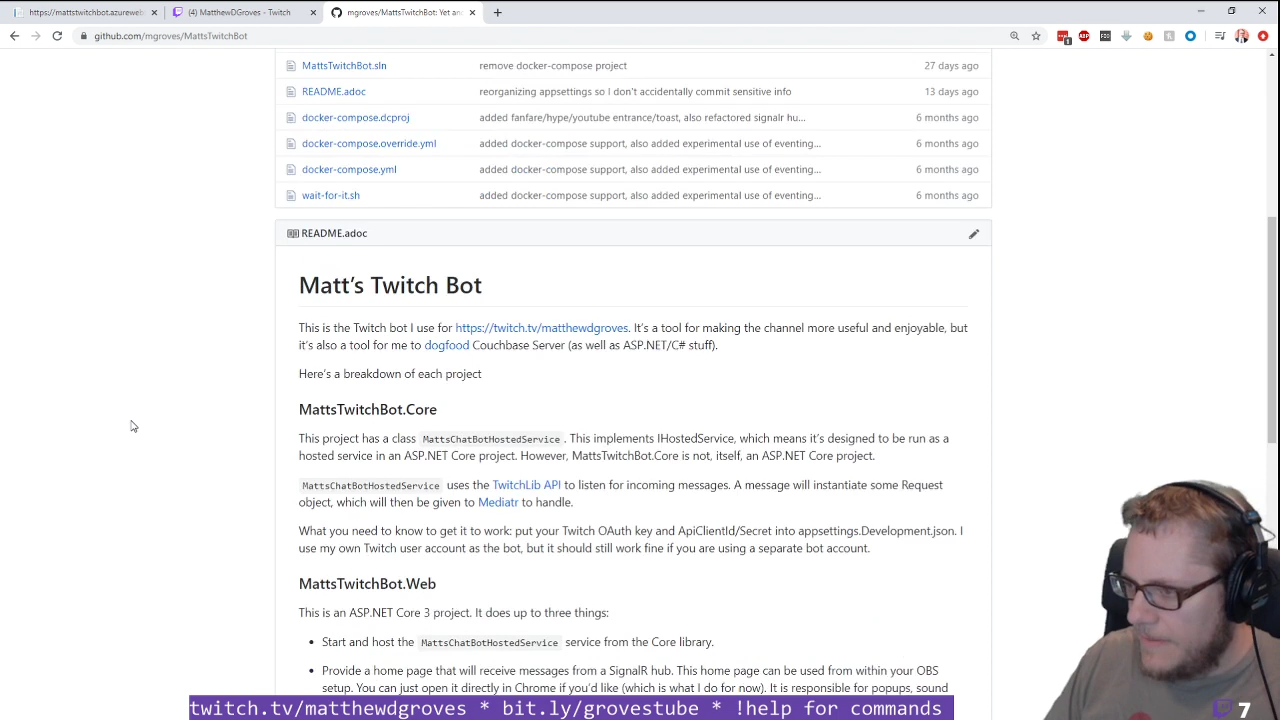 https://mattstwitchbot.azureweb
(4) MatthewDGroves - Twitch
mgroves/MattsTwitchBot: Yet an
github.com/mgroves/MattsTwitchBot
MattsTwitchBot.sln remove docker-compose project 27 days ago
README.adoc reorganizing appsettings so I don't accidentally commit sensitive info 13 days ago
docker-compose.dcproj added fanfare/hype/youtube entrance/toast, also refactored signalr hu... 6 months ago
docker-compose.override.yml added docker-compose support, also added experimental use of eventing... 6 months ago
docker-compose.yml added docker-compose support, also added experimental use of eventing... 6 months ago
wait-for-it.sh added docker-compose support, also added experimental use of eventing... 6 months ago
README.adoc
Matt's Twitch Bot
This is the Twitch bot I use for https://twitch.tv/matthewdgroves. It's a tool for making the channel more useful and enjoyable, but
it's also a tool for me to dogfood Couchbase Server (as well as ASP.NET/C# stuff).
Here's a breakdown of each project
MattsTwitchBot.Core
This project has a class MattsChatBotHostedService. This implements IHostedService, which means it's designed to be run as a
hosted service in an ASP.NET Core project. However, MattsTwitchBot.Core is not, itself, an ASP.NET Core project.
MattsChatBotHostedService uses the TwitchLib API to listen for incoming messages. A message will instantiate some Request
object, which will then be given to Mediatr to handle.
What you need to know to get it to work: put your Twitch OAuth key and ApiClientId/Secret into appsettings.Development.json. I
use my own Twitch user account as the bot, but it should still work fine if you are using a separate bot account.
MattsTwitchBot.Web
This is an ASP.NET Core 3 project. It does up to three things:
• Start and host the MattsChatBotHostedService service from the Core library.
• Provide a home page that will receive messages from a SignalR hub. This home page can be used from within your OBS
setup. You can just open it directly in Chrome if you'd like (which is what I do for now). It is responsible for popups, sound
twitch.tv/matthewdgroves * bit.ly/grovestube * !help for commands
7